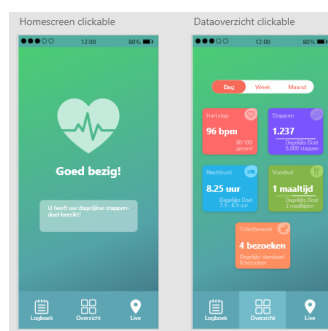 Homescreen clickable
12:00
80%
Goed bezig!
U heeft uw dagelijkse stappen-
doel bereikt!
Logboek
Overzicht
Live
Dataoverzicht clickable
12:00
80%
Dag
Week
Maand
Hartslag
96 bpm
60-100
gezond
Stappen
1.237
Dagelijks Doel
5.000 stappen
Nachtrust
8.25 uur
Dagelijks Doel
7.5 - 8.5 uur
Voedsel
1 maaltijd
Dagelijks Doel
3 maaltijden
Toiletbezoek
4 bezoeken
Logboek
Overzicht
Live